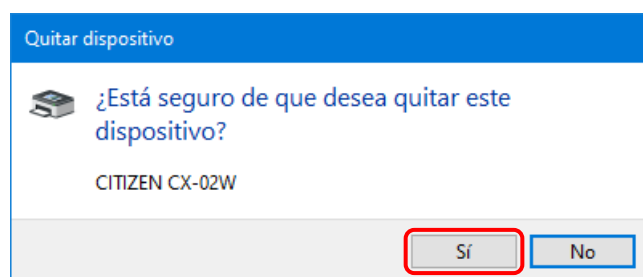 Quitar dispositivo
¿Está seguro de que desea quitar este
dispositivo?
CITIZEN CX-02W
Sí
No